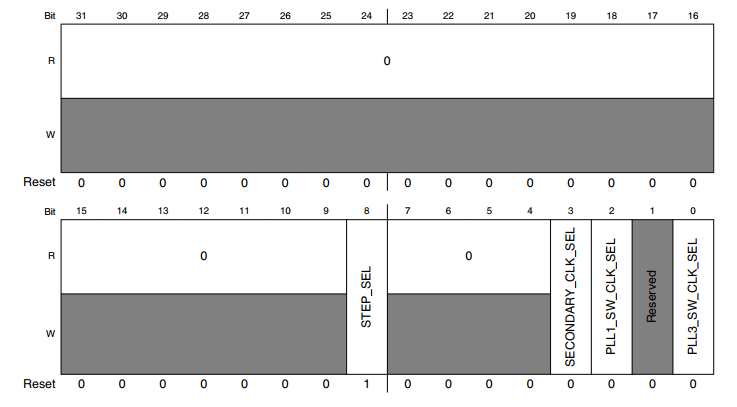 Bit 31 30 29 28 27 26 25 24 23 22 21 20 19 18 17 16
R 0
W
Reset 0 0 0 0 0 0 0 0 0 0 0 0 0 0 0 0
Bit 15 14 13 12 11 10 9 8 7 6 5 4 3 2 1 0
R 0 0
W
STEP_SEL
SECONDARY_CLK_SEL
PLL1_SW_CLK_SEL
Reserved
PLL3_SW_CLK_SEL
Reset 0 0 0 0 0 0 0 1 0 0 0 0 0 0 0 0